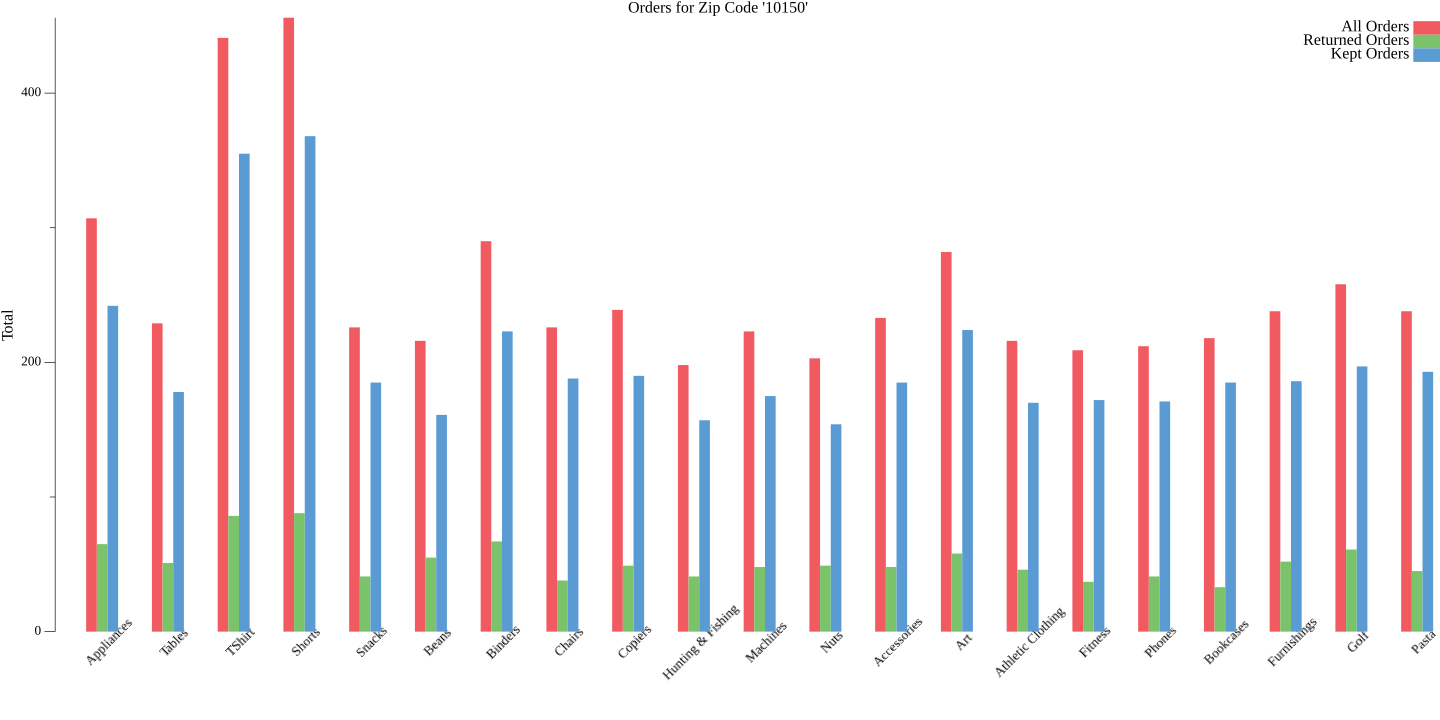 Orders for Zip Code '10150'
All Orders
Returned Orders
Kept Orders
Total
400
200
0
Appliances
Tables
TShirt
Shorts
Snacks
Beans
Binders
Chairs
Copiers
Hunting & Fishing
Machines
Nuts
Accessories
Art
Athletic Clothing
Fitness
Phones
Bookcases
Furnishings
Golf
Pasta